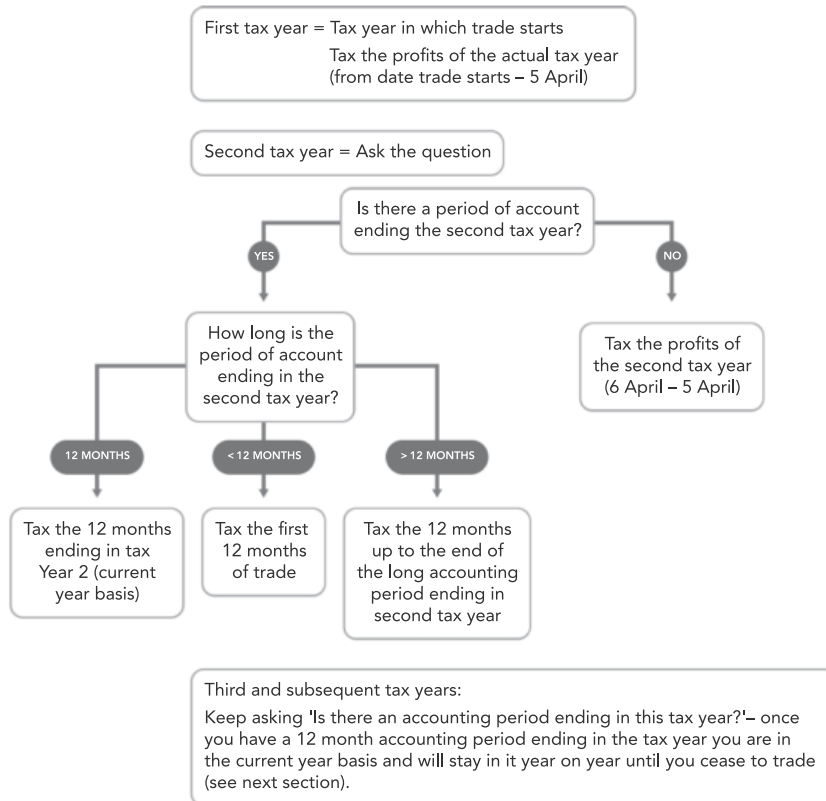 First tax year = Tax year in which trade starts
Tax the profits of the actual tax year
(from date trade starts – 5 April)
Second tax year = Ask the question
Is there a period of account
ending the second tax year?
YES
NO
How long is the
period of account
ending in the
second tax year?
Tax the profits of
the second tax year
(6 April – 5 April)
12 MONTHS
< 12 MONTHS
> 12 MONTHS
Tax the 12 months
ending in tax
Year 2 (current
year basis)
Tax the first
12 months
of trade
Tax the 12 months
up to the end of
the long accounting
period ending in
second tax year
Third and subsequent tax years:
Keep asking 'Is there an accounting period ending in this tax year?'– once
you have a 12 month accounting period ending in the tax year you are in
the current year basis and will stay in it year on year until you cease to trade
(see next section).